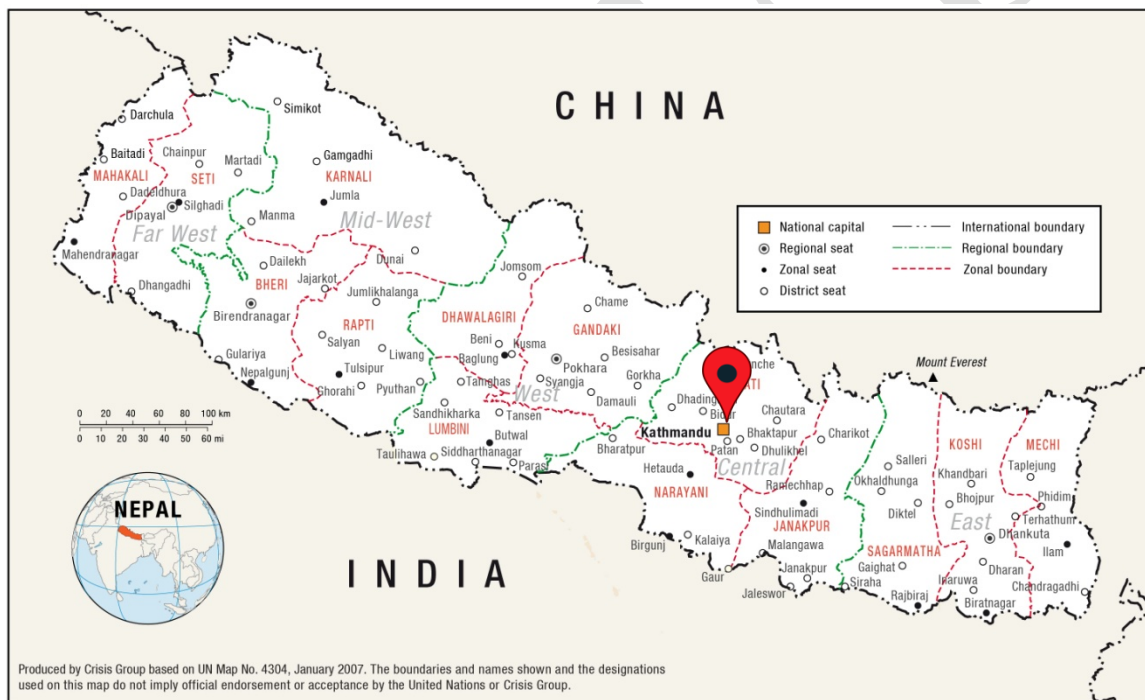 CHINA
Simikot
Darchula
Baitadi
Chainpur
Martadi
Gamgadhi
MAHAKALI
SETI
KARNALI
Dadeldhura
Silghadi
Jumla
Dipayal
Manma
Mid-West
Far West
Mahendranagar
Dailekh
Dunai
Dhangadhi
BHERI
Jajarkot
Jumlikhalanga
Jomsom
Birendranagar
Chame
RAPTI
DHAWALAGIRI
GANDAKI
Salyan
Beni
Kusma
Gulariya
Liwang
Baglung
Besisahar
Pokhara
Nepalgunj
Tulsipur
Ghorahi
Pyuthan
Tamghas
Syangja
Gorkha
West
Damauli
Sandhikharka
Tansen
LUMBINI
Butwal
Taulihawa
Siddharthanagar
Parasi
Bharatpur
National capital
International boundary
Regional seat
Regional boundary
Zonal seat
Zonal boundary
District seat
Mount Everest
Dhading
Chautara
Kathmandu
Bhaktapur
Patan
Dhulikhel
Charikot
Central
Hetauda
NARAYANI
Ramechhap
Sindhulimadi
JANAKPUR
Birgunj
Kalaiya
Malangawa
Gaur
Janakpur
Jaleswor
Siraha
KOSHI
MECHI
Salleri
Khandbari
Taplejung
Okhaldhunga
Bhojpur
Phidim
Diktel
East
Terhathum
Dhankuta
Ilam
SAGARMATHA
Gaighat
Dharan
Inaruwa
Chandragadhi
Rajbiraj
Biratnagar
0 20 40 60 80 100 km
0 10 20 30 40 50 60 mi
NEPAL
INDIA
Produced by Crisis Group based on UN Map No. 4304, January 2007. The boundaries and names shown and the designations
used on this map do not imply official endorsement or acceptance by the United Nations or Crisis Group.